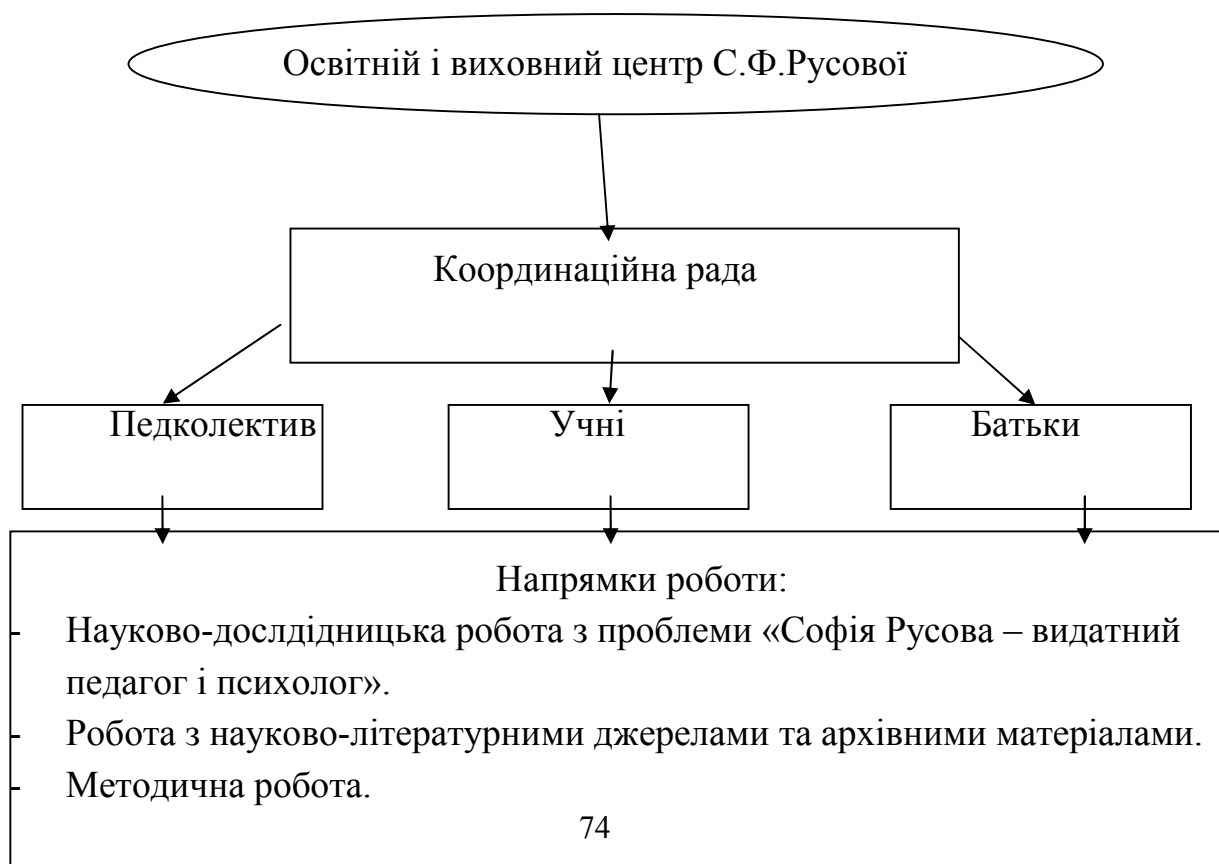 Освітній і виховний центр С.Ф.Русової
Координаційна рада
Педколектив
Учні
Батьки
Напрямки роботи:
- Науково-дослдідницька робота з проблеми «Софія Русова – видатний
педагог і психолог».
- Робота з науково-літературними джерелами та архівними матеріалами.
- Методична робота.
74